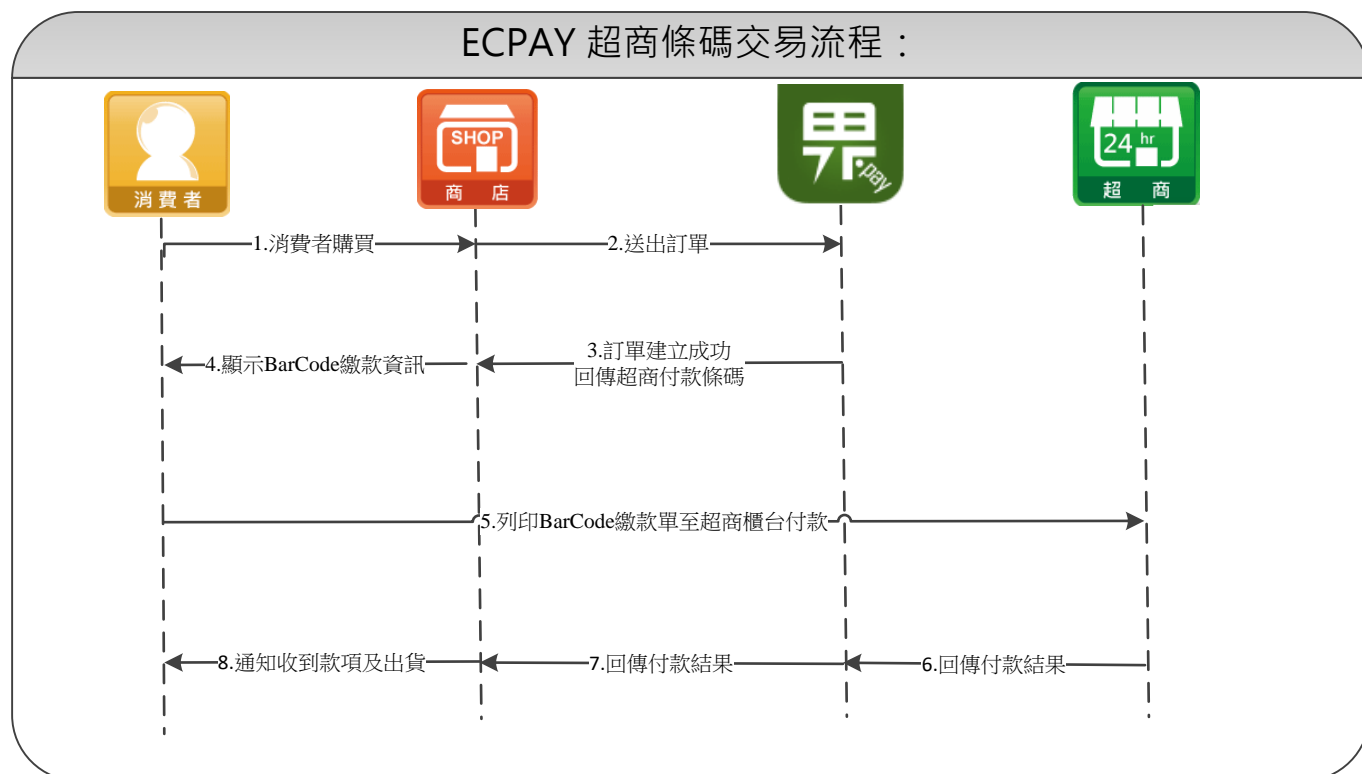 ECPAY 超商條碼交易流程：
消費者
SHOP
商店
pay
24 hr
超商
1.消費者購買
2.送出訂單
4.顯示BarCode繳款資訊
3.訂單建立成功
回傳超商付款條碼
5.列印BarCode繳款單至超商櫃台付款
8.通知收到款項及出貨
7.回傳付款結果
6.回傳付款結果